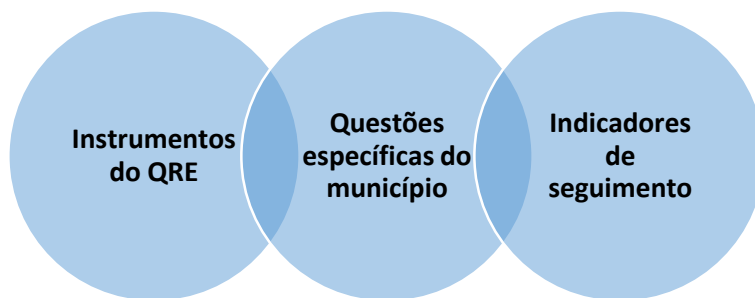 Instrumentos
do QRE
Questões
específicas do
município
Indicadores
de
seguimento